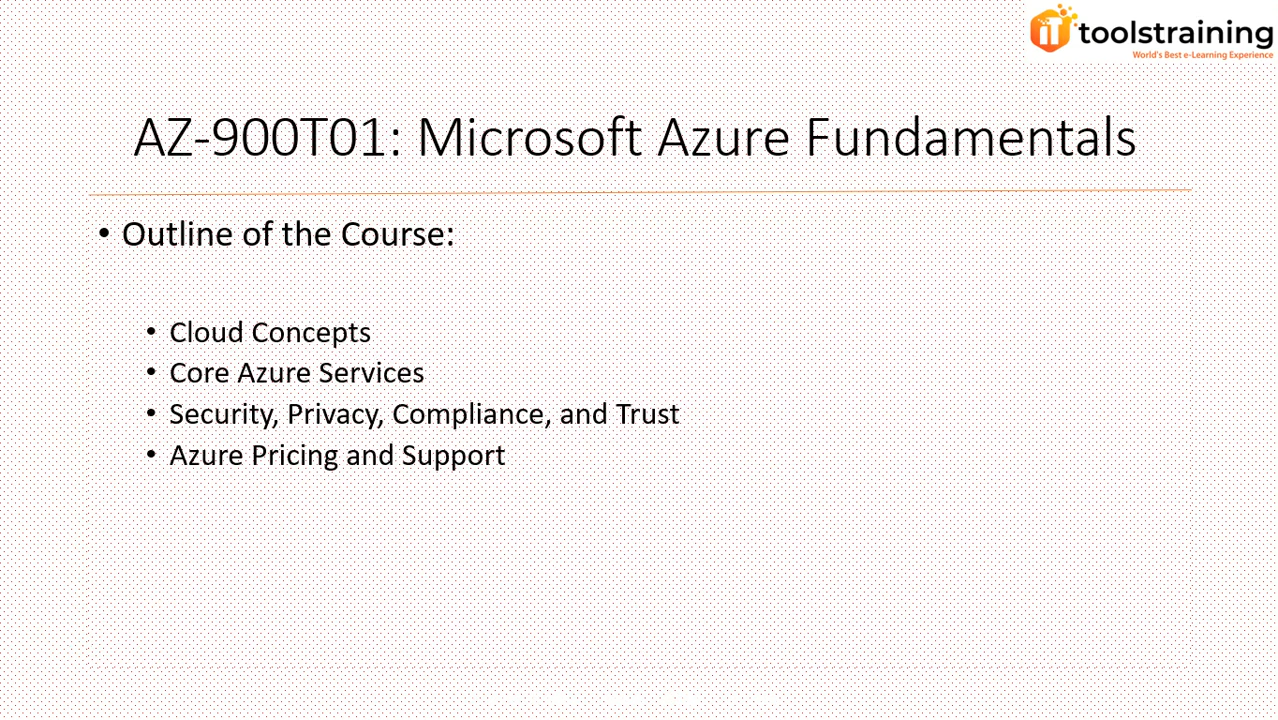 iT toolstraining
World's Best e-Learning Experience
AZ-900T01: Microsoft Azure Fundamentals
• Outline of the Course:
• Cloud Concepts
• Core Azure Services
• Security, Privacy, Compliance, and Trust
• Azure Pricing and Support